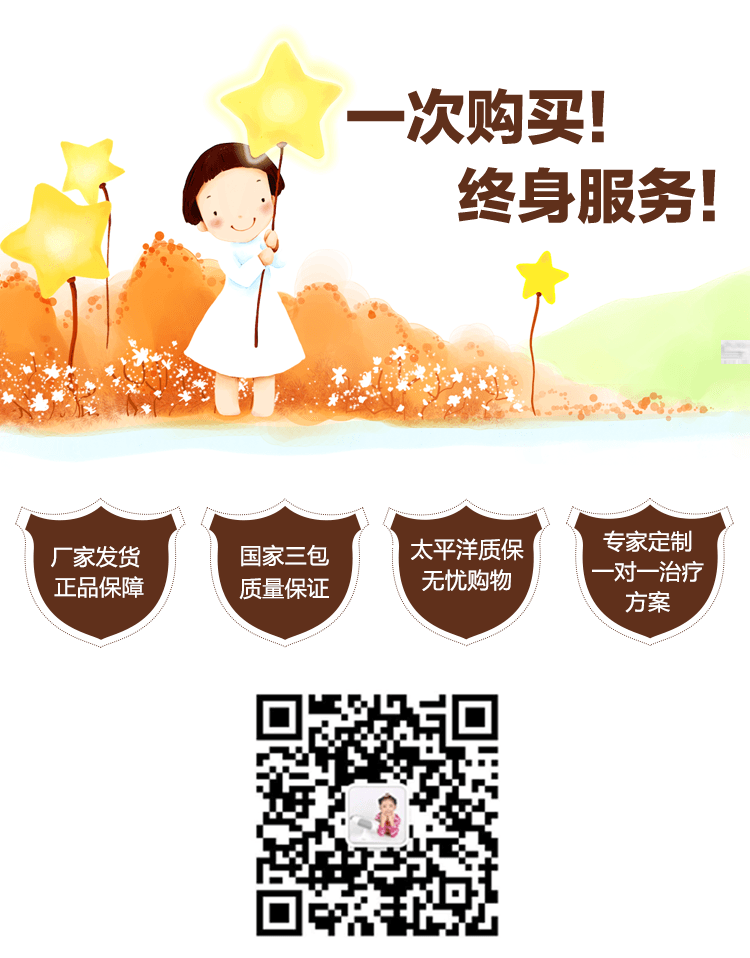 一次购买!
终身服务!
厂家发货
正品保障
国家三包
质量保证
太平洋质保
无忧购物
专家定制
一对一治疗
方案